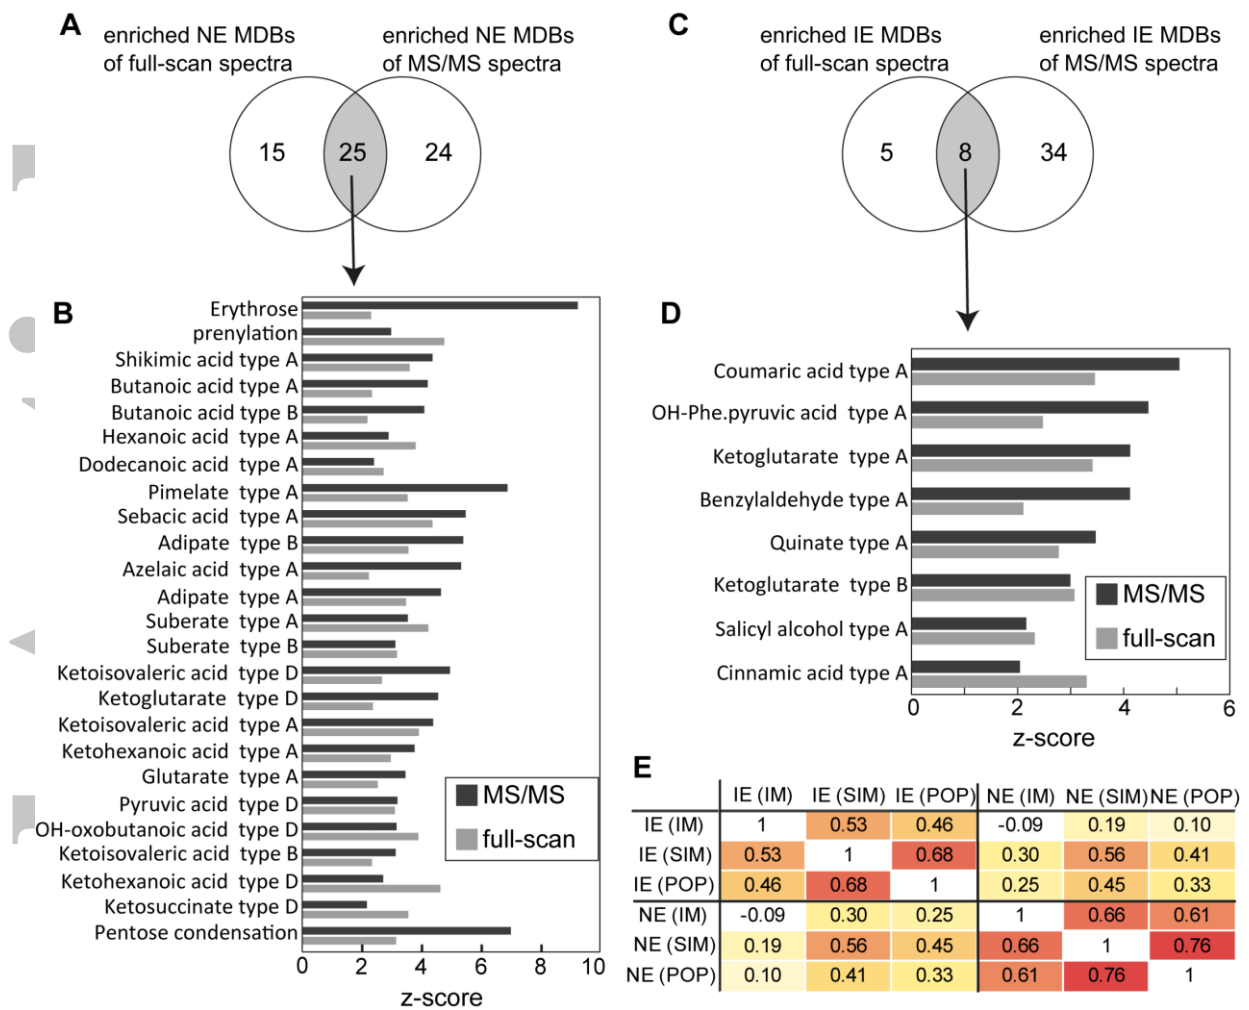 A
enriched NE MDBs
of full-scan spectra
enriched NE MDBs
of MS/MS spectra
15
25
24
C
enriched IE MDBs
of full-scan spectra
enriched IE MDBs
of MS/MS spectra
5
8
34
B
Erythrose
prenylation
Shikimic acid type A
Butanoic acid type A
Butanoic acid type B
Hexanoic acid type A
Dodecanoic acid type A
Pimelate type A
Sebacic acid type A
Adipate type B
Azelaic acid type A
Adipate type A
Suberate type A
Suberate type B
Ketoisovaleric acid type D
Ketoglutarate type D
Ketoisovaleric acid type A
Ketohexanoic acid type A
Glutarate type A
Pyruvic acid type D
OH-oxobutanoic acid type D
Ketoisovaleric acid type B
Ketohexanoic acid type D
Ketosuccinate type D
Pentose condensation
MS/MS
full-scan
0 2 4 6 8 10
z-score
D
Coumaric acid type A
OH-Phe.pyruvic acid type A
Ketoglutarate type A
Benzylaldehyde type A
Quinate type A
Ketoglutarate type B
Salicyl alcohol type A
Cinnamic acid type A
MS/MS
full-scan
0 2 4 6
z-score
E
IE (IM) IE (SIM) IE (POP) NE (IM) NE (SIM) NE (POP)
IE (IM) 1 0.53 0.46 -0.09 0.19 0.10
IE (SIM) 0.53 1 0.68 0.30 0.56 0.41
IE (POP) 0.46 0.68 1 0.25 0.45 0.33
NE (IM) -0.09 0.30 0.25 1 0.66 0.61
NE (SIM) 0.19 0.56 0.45 0.66 1 0.76
NE (POP) 0.10 0.41 0.33 0.61 0.76 1